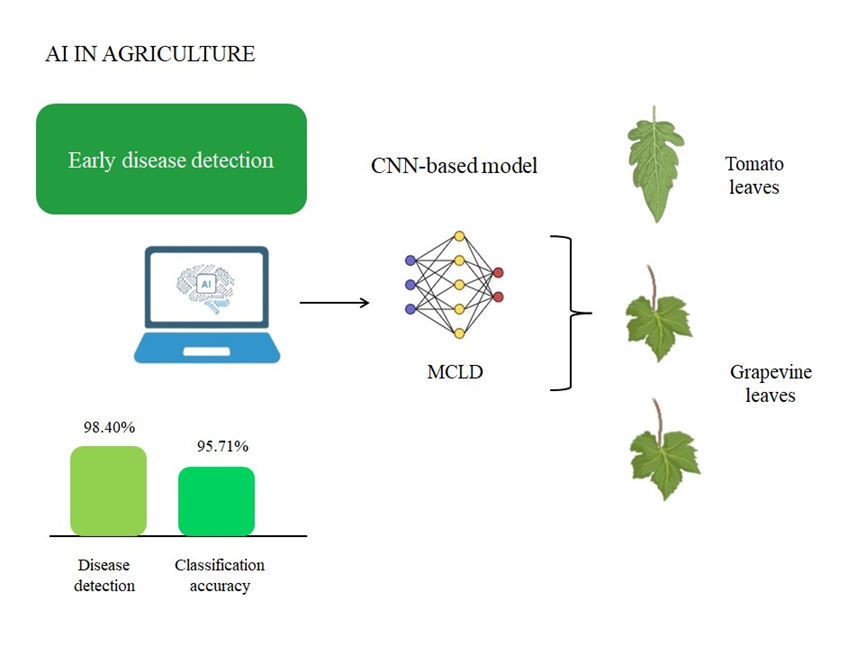 AI IN AGRICULTURE
Early disease detection
CNN-based model
Tomato
leaves
AI
MCLD
Grapevine
leaves
98.40%
95.71%
Disease
detection
Classification
accuracy